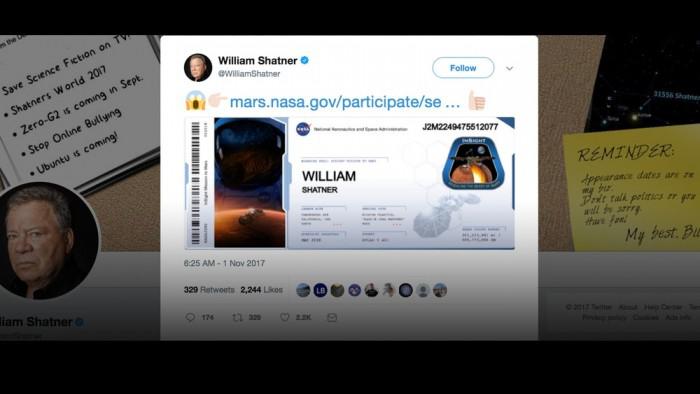 Save Science Fiction on TV!
• Shatners World 2017
• Zero-G2 is coming in Sept.
• Stop Online Bullying
• Ubuntu is coming!
William Shatner
@WilliamShatner
Follow
mars.nasa.gov/participate/se ...
NASA
National Aeronautics and Space Administration
J2M2249475512077
INSIGHT
WILLIAM
SHATNER
6:25 AM - 1 Nov 2017
329 Retweets 2,244 Likes
LB
174 329 2.2K
31556 Shatner
REMINDER:
Appearance dates are on
my bio.
Don't talk politics or you
will be sorry.
Have fun!
My best, Bill
liam Shatner
© 2017 Twitter About Help Center
Privacy policy Cookies Ads info